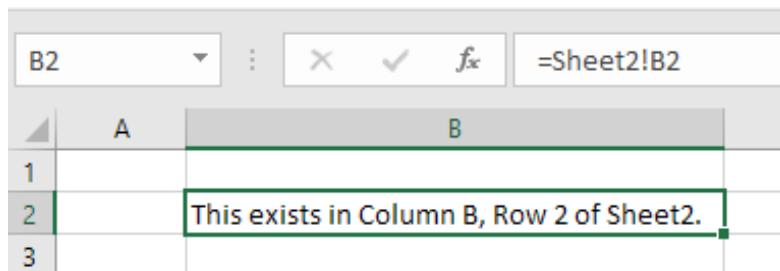 B2 fx =Sheet2!B2
A B
1
2 This exists in Column B, Row 2 of Sheet2.
3